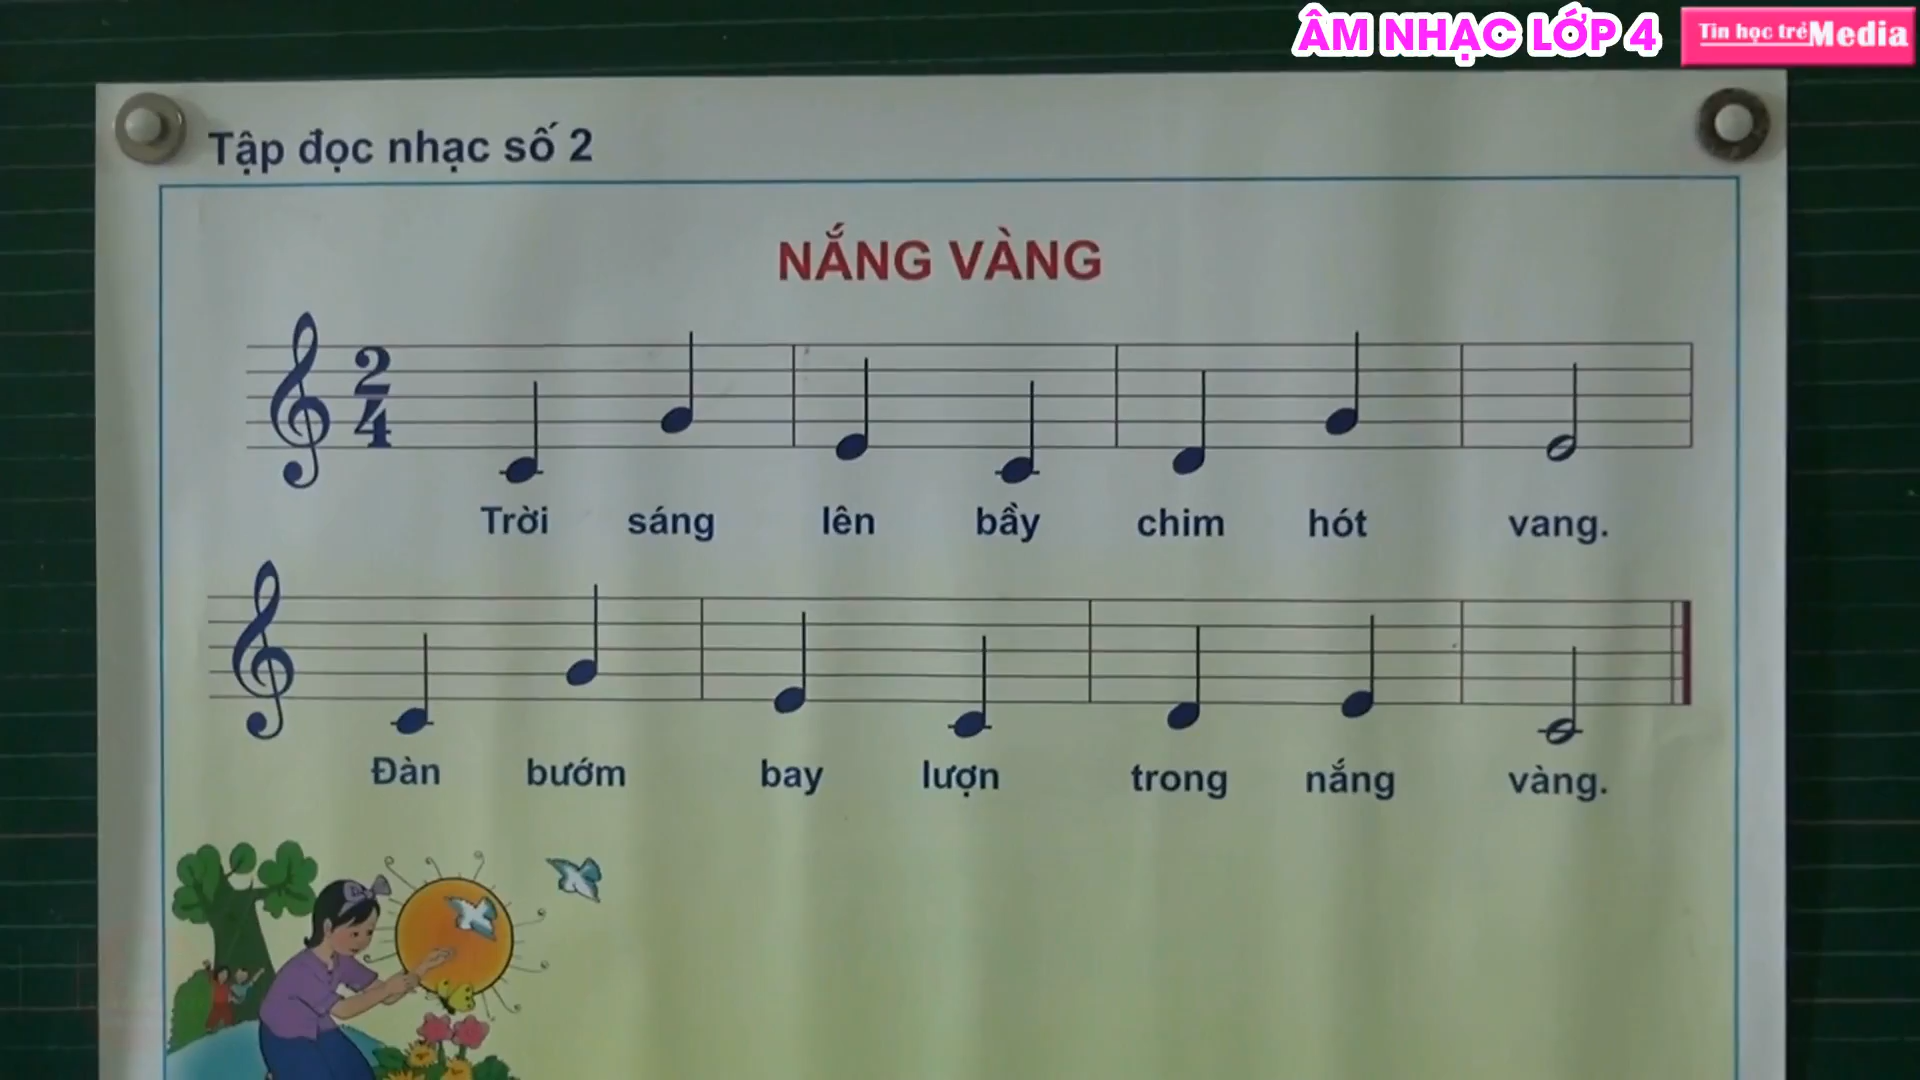 ÂM NHẠC LỚP 4 Tin học trẻ Media
Tập đọc nhạc số 2
NẮNG VÀNG
2
4
Trời sáng lên bầy chim hót vang.
Đàn bướm bay lượn trong nắng vàng.